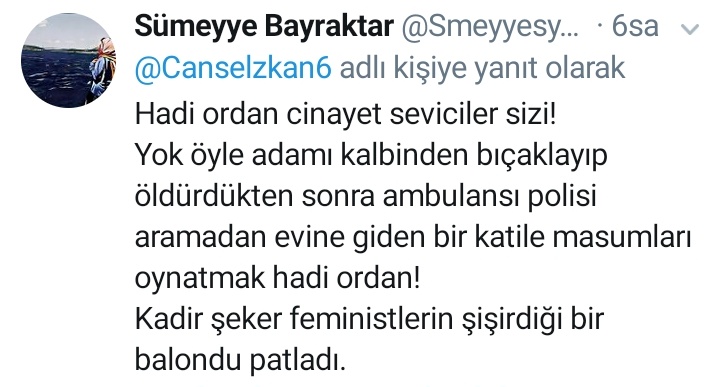 Sümeyye Bayraktar @Smeyyesy... · 6sa
@Canselzkan6 adlı kişiye yanıt olarak
Hadi ordan cinayet seviciler sizi!
Yok öyle adamı kalbinden bıçaklayıp
öldürdükten sonra ambulansı polisi
aramadan evine giden bir katile masumları
oynatmak hadi ordan!
Kadir şeker feministlerin şişirdiği bir
balondu patladı.